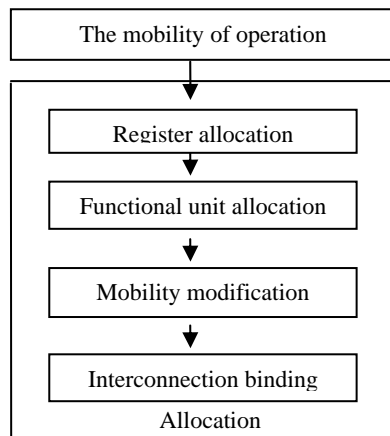 The mobility of operation
Register allocation
Functional unit allocation
Mobility modification
Interconnection binding
Allocation